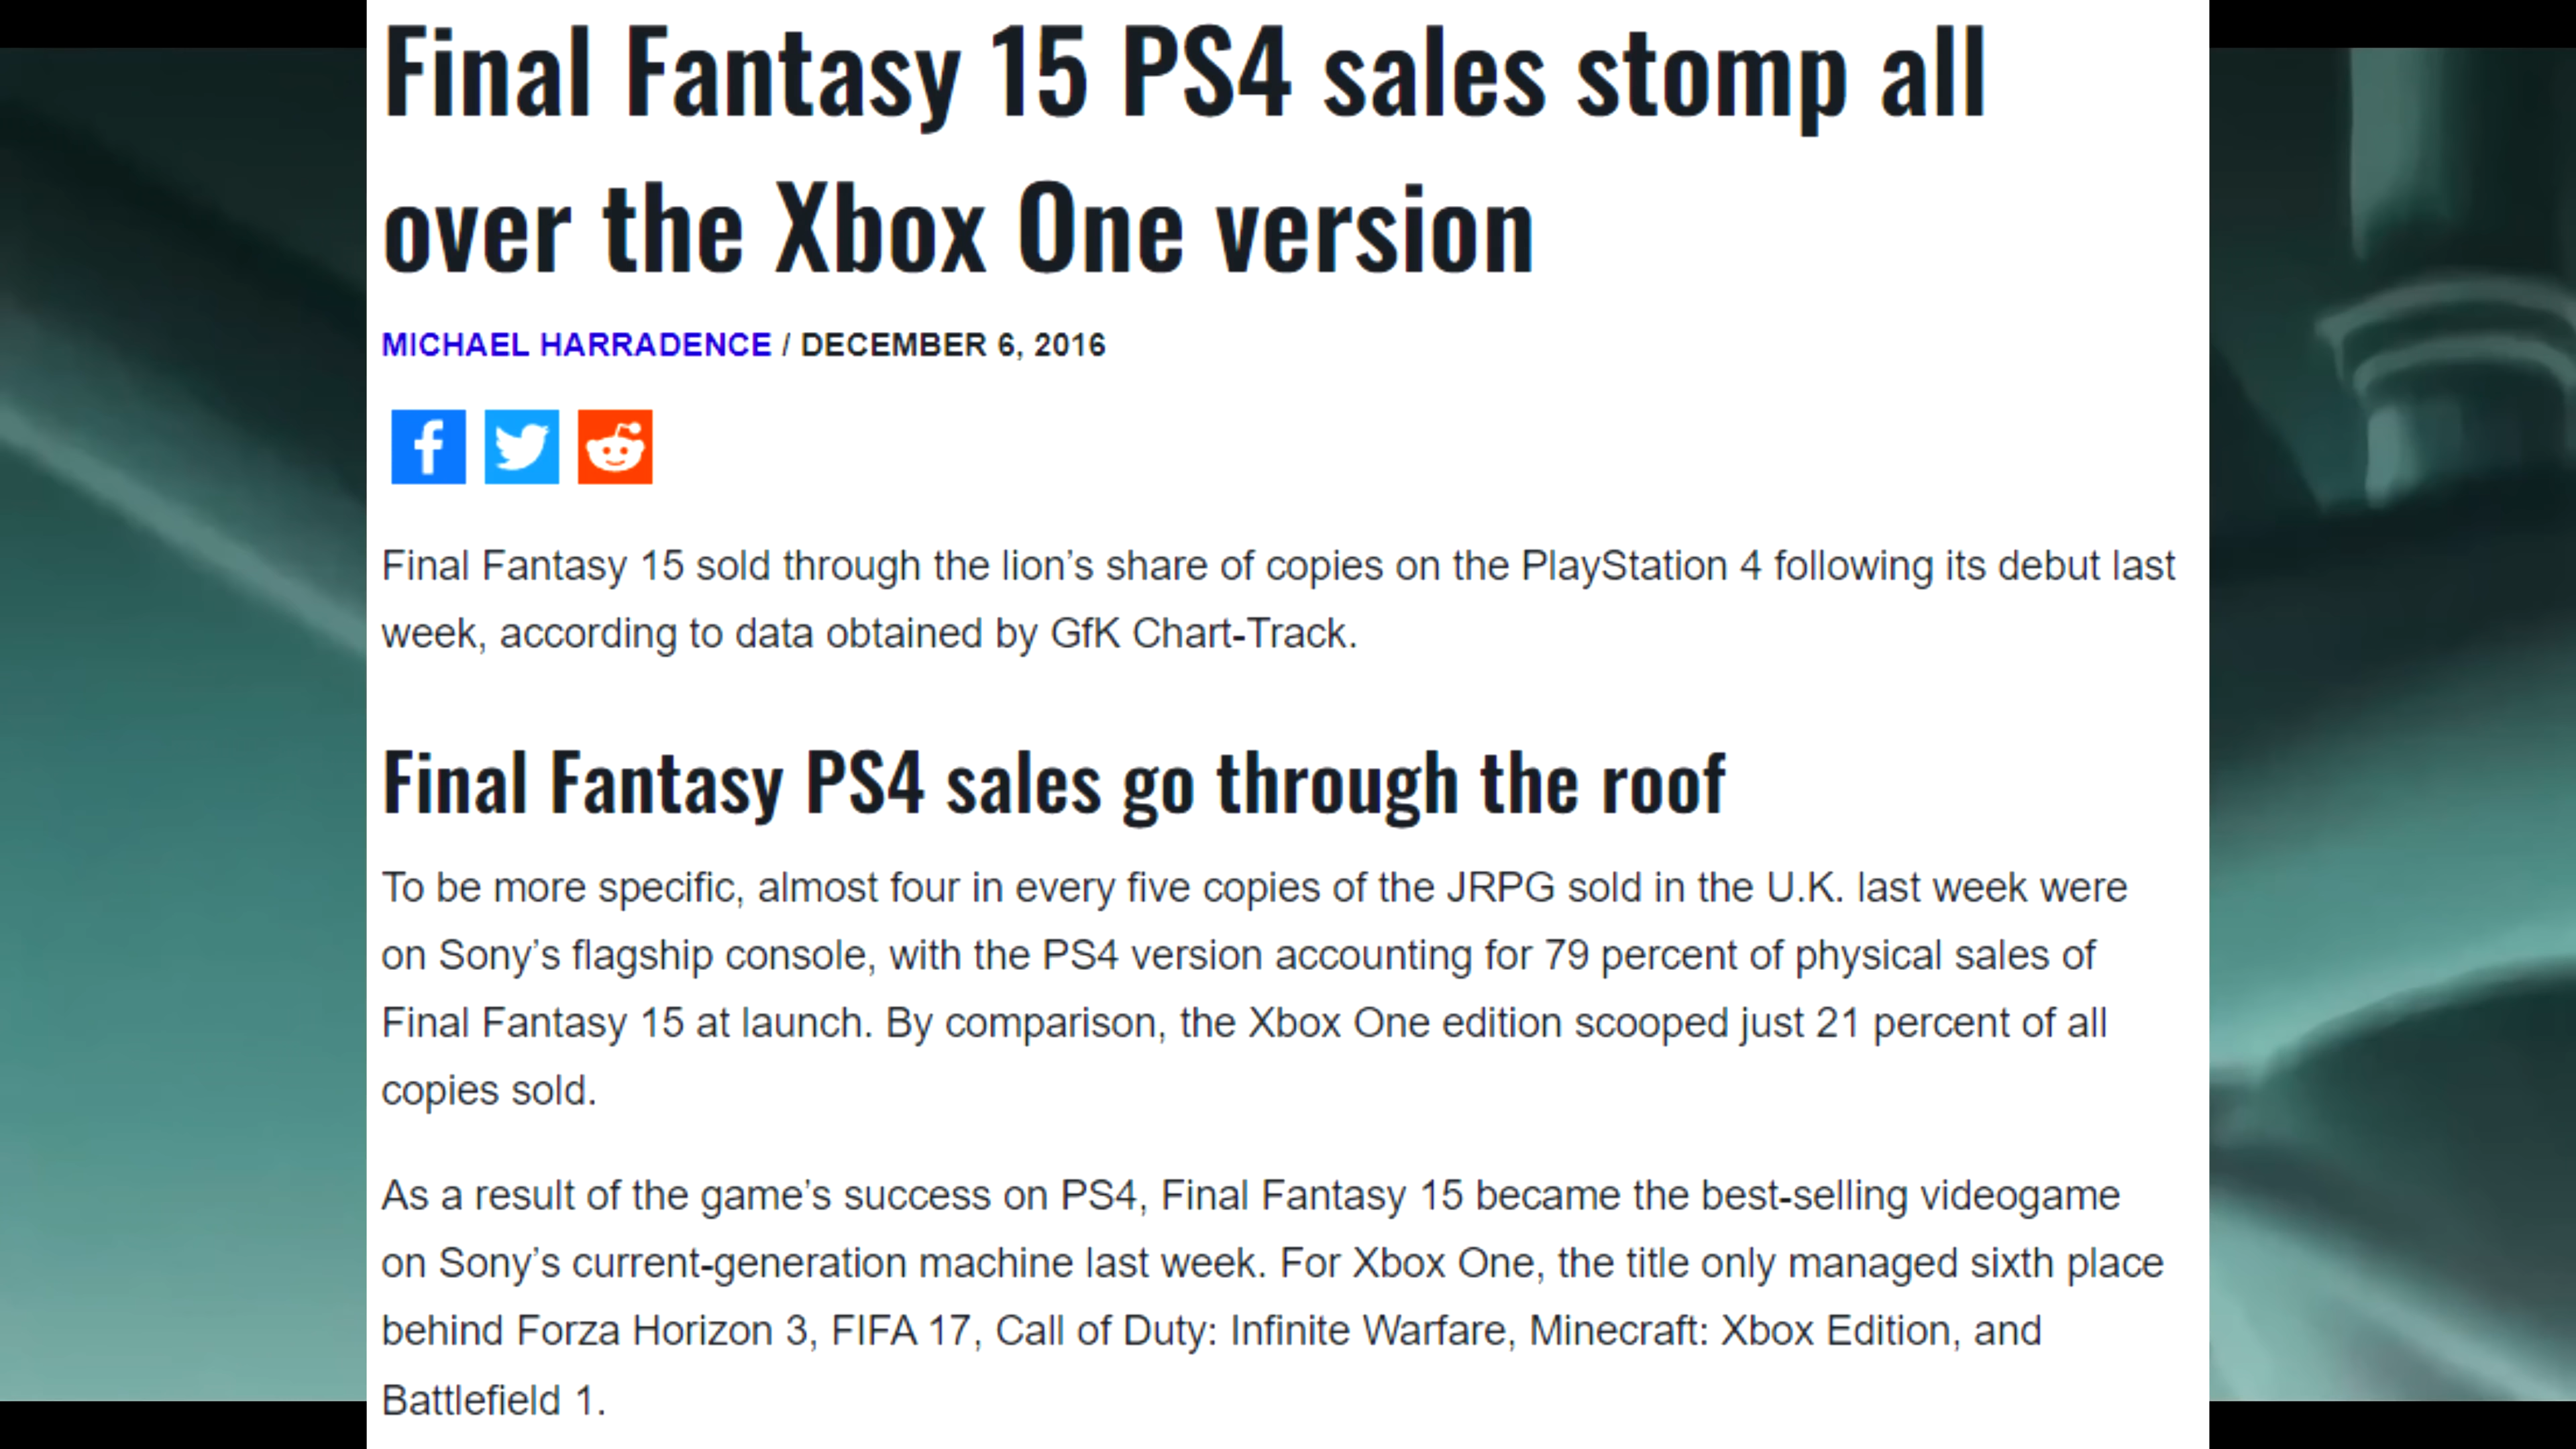 Final Fantasy 15 PS4 sales stomp all
over the Xbox One version
MICHAEL HARRADENCE / DECEMBER 6, 2016
Final Fantasy 15 sold through the lion’s share of copies on the PlayStation 4 following its debut last
week, according to data obtained by GfK Chart-Track.
Final Fantasy PS4 sales go through the roof
To be more specific, almost four in every five copies of the JRPG sold in the U.K. last week were
on Sony’s flagship console, with the PS4 version accounting for 79 percent of physical sales of
Final Fantasy 15 at launch. By comparison, the Xbox One edition scooped just 21 percent of all
copies sold.
As a result of the game’s success on PS4, Final Fantasy 15 became the best-selling videogame
on Sony’s current-generation machine last week. For Xbox One, the title only managed sixth place
behind Forza Horizon 3, FIFA 17, Call of Duty: Infinite Warfare, Minecraft: Xbox Edition, and
Battlefield 1.